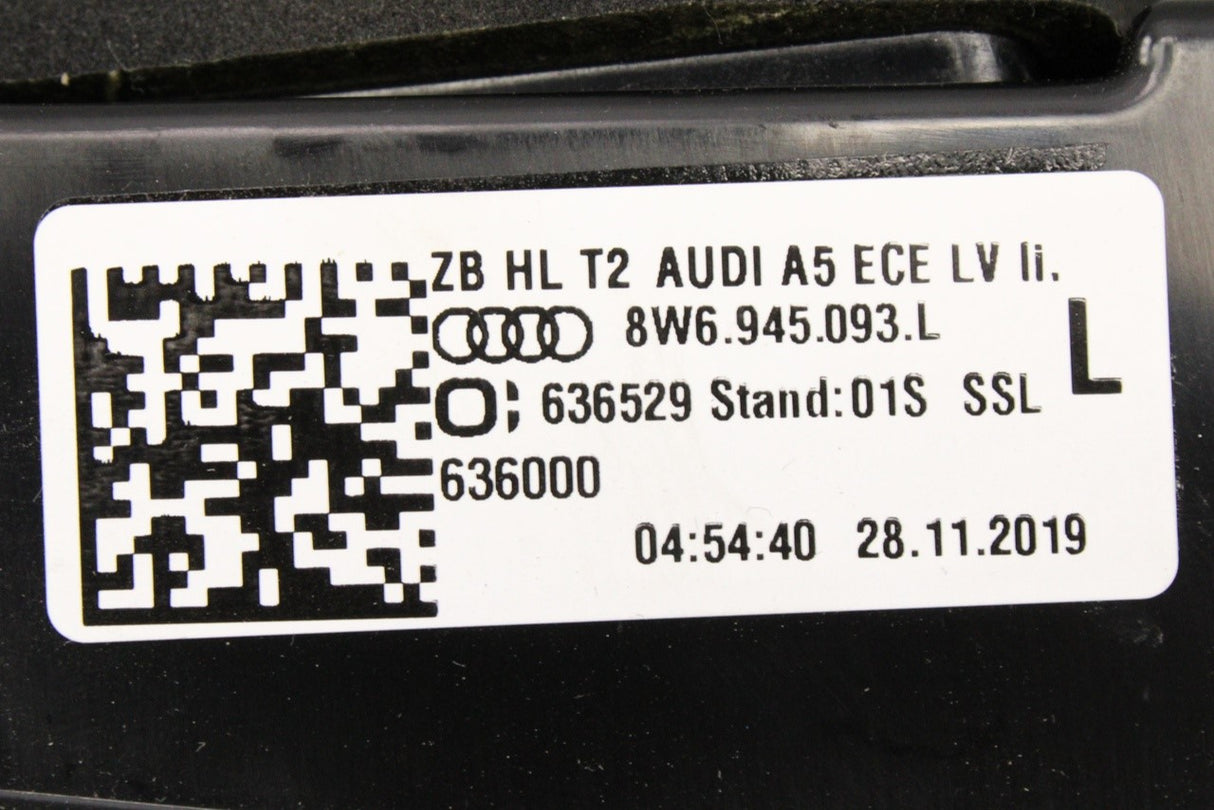 ZB HL T2 AUDI A5 ECE LV li.
8W6.945.093.L
L
636529 Stand:01S SSL
636000
04:54:40 28.11.2019